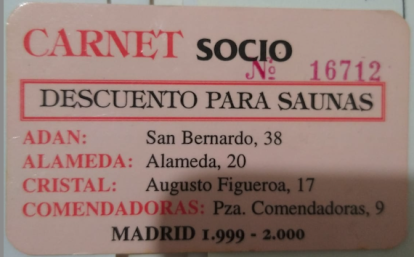 CARNET SOCIO
Nº 16712
DESCUENTO PARA SAUNAS
ADAN: San Bernardo, 38
ALAMEDA: Alameda, 20
CRISTAL: Augusto Figueroa, 17
COMENDADORAS: Pza. Comendadoras, 9
MADRID 1.999 - 2.000